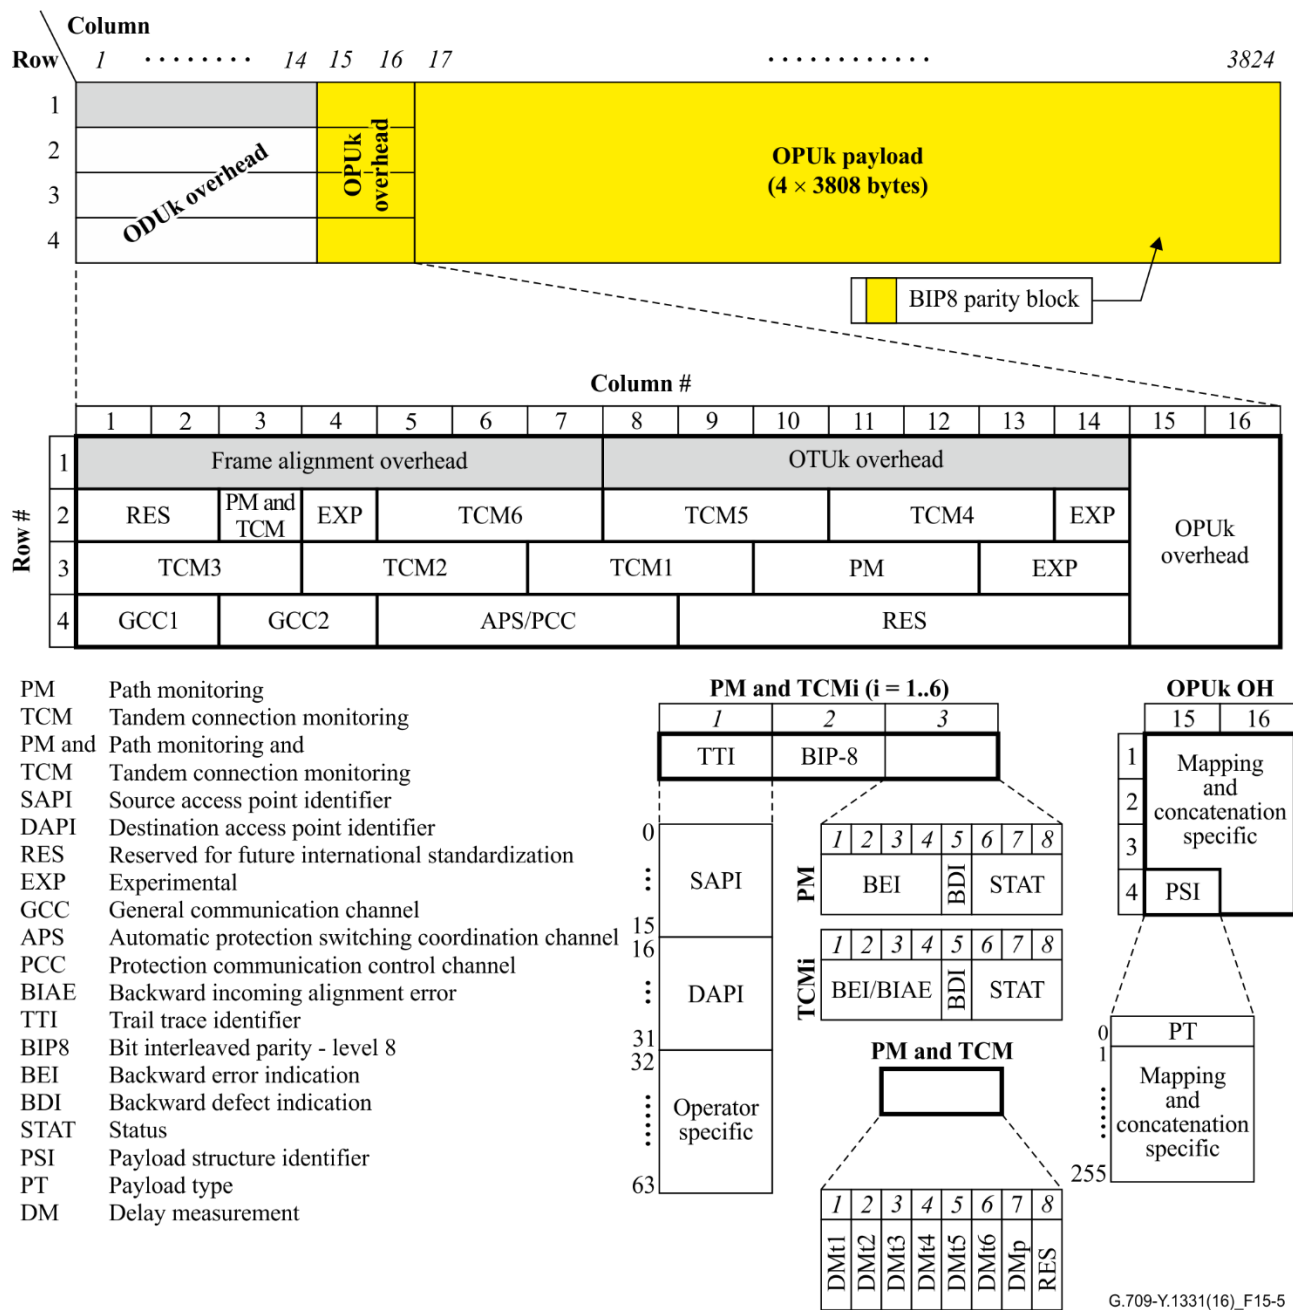 Column
Row 1 ........ 14 15 16 17 ............ 3824
1
2
3
4
ODUk overhead
OPUk
overhead
OPUk payload
(4 × 3808 bytes)
BIP8 parity block
Column #
1 2 3 4 5 6 7 8 9 10 11 12 13 14 15 16
Row #
1 Frame alignment overhead OTUk overhead
2 RES PM and TCM EXP TCM6 TCM5 TCM4 EXP
3 TCM3 TCM2 TCM1 PM EXP
4 GCC1 GCC2 APS/PCC RES
OPUk
overhead
PM Path monitoring
TCM Tandem connection monitoring
PM and Path monitoring and
TCM Tandem connection monitoring
SAPI Source access point identifier
DAPI Destination access point identifier
RES Reserved for future international standardization
EXP Experimental
GCC General communication channel
APS Automatic protection switching coordination channel
PCC Protection communication control channel
BIAE Backward incoming alignment error
TTI Trail trace identifier
BIP8 Bit interleaved parity - level 8
BEI Backward error indication
BDI Backward defect indication
STAT Status
PSI Payload structure identifier
PT Payload type
DM Delay measurement
PM and TCMi (i = 1..6)
1 2 3
TTI BIP-8
0
SAPI
15
16
DAPI
31
32
Operator
specific
63
PM
1 2 3 4 5 6 7 8
BEI BDI STAT
TCMi
1 2 3 4 5 6 7 8
BEI/BIAE BDI STAT
PM and TCM
1 2 3 4 5 6 7 8
DMt1 DMt2 DMt3 DMt4 DMt5 DMt6 DMp RES
OPUk OH
15 16
1
2
3
4
Mapping
and
concatenation
specific
PSI
0 PT
1
Mapping
and
concatenation
specific
255
G.709-Y.1331(16)_F15-5